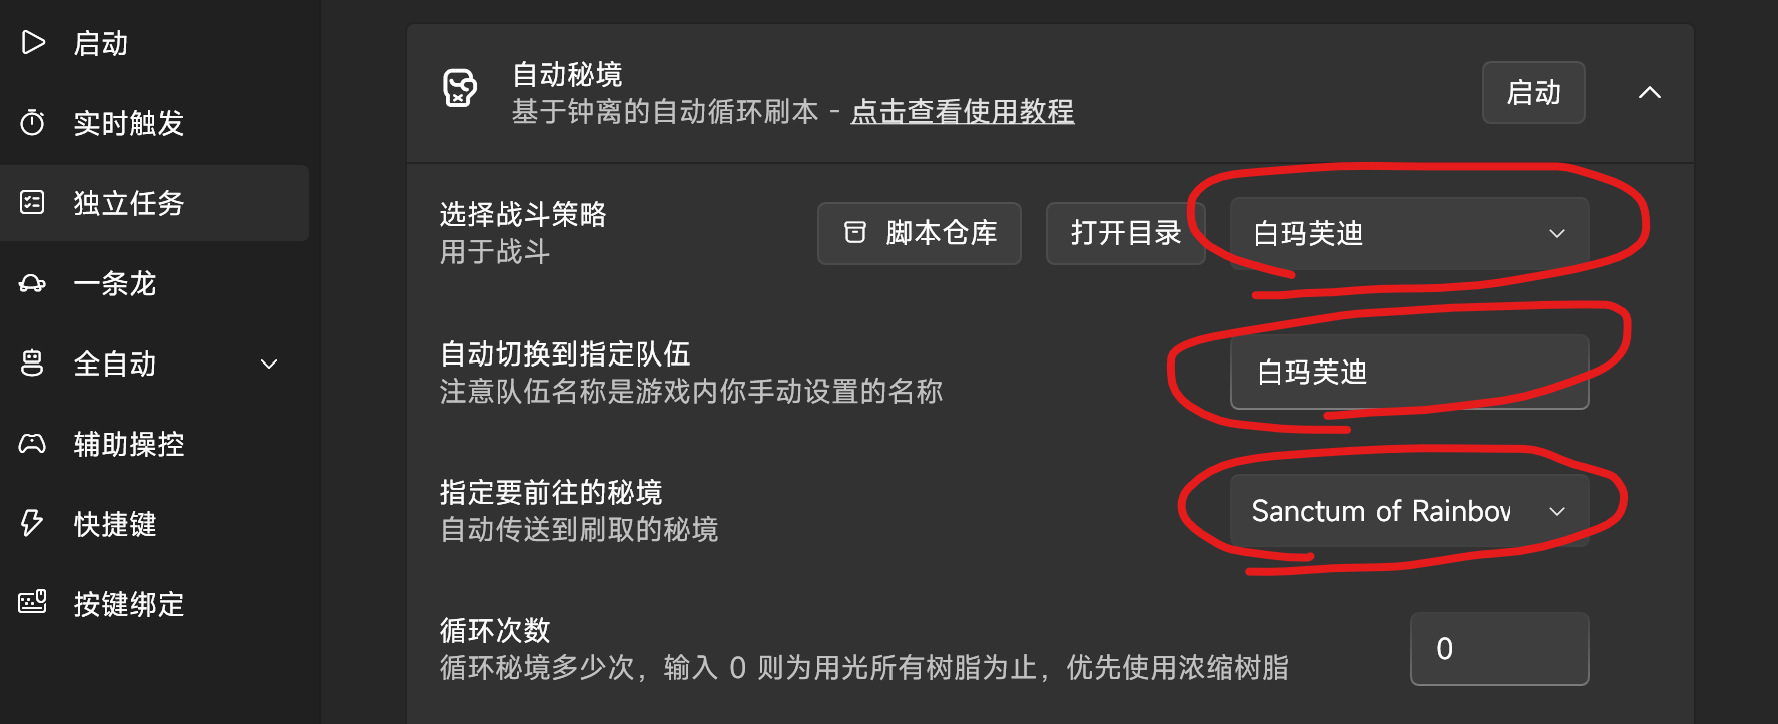 启动
实时触发
独立任务
一条龙
全自动
辅助操控
快捷键
按键绑定
自动秘境
基于钟离的自动循环刷本 - 点击查看使用教程
启动
选择战斗策略
用于战斗
脚本仓库
打开目录
白玛芙迪
自动切换到指定队伍
注意队伍名称是游戏内你手动设置的名称
白玛芙迪
指定要前往的秘境
自动传送到刷取的秘境
Sanctum of Rainbow
循环次数
循环秘境多少次，输入 0 则为用光所有树脂为止，优先使用浓缩树脂
0